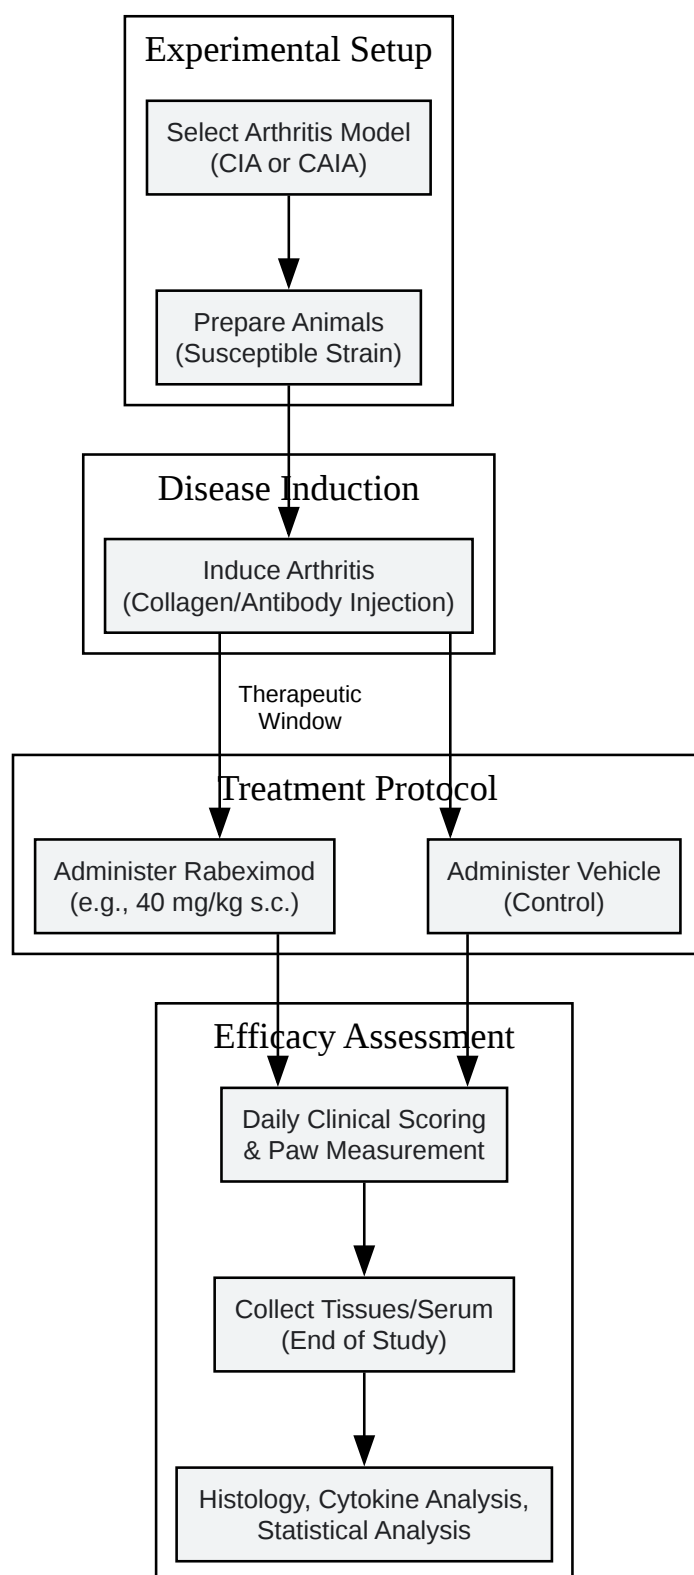 Experimental Setup
Select Arthritis Model
(CIA or CAIA)
Prepare Animals
(Susceptible Strain)
Disease Induction
Induce Arthritis
(Collagen/Antibody Injection)
Therapeutic
Window
Treatment Protocol
Administer Rabeximod
(e.g., 40 mg/kg s.c.)
Administer Vehicle
(Control)
Efficacy Assessment
Daily Clinical Scoring
& Paw Measurement
Collect Tissues/Serum
(End of Study)
Histology, Cytokine Analysis,
Statistical Analysis